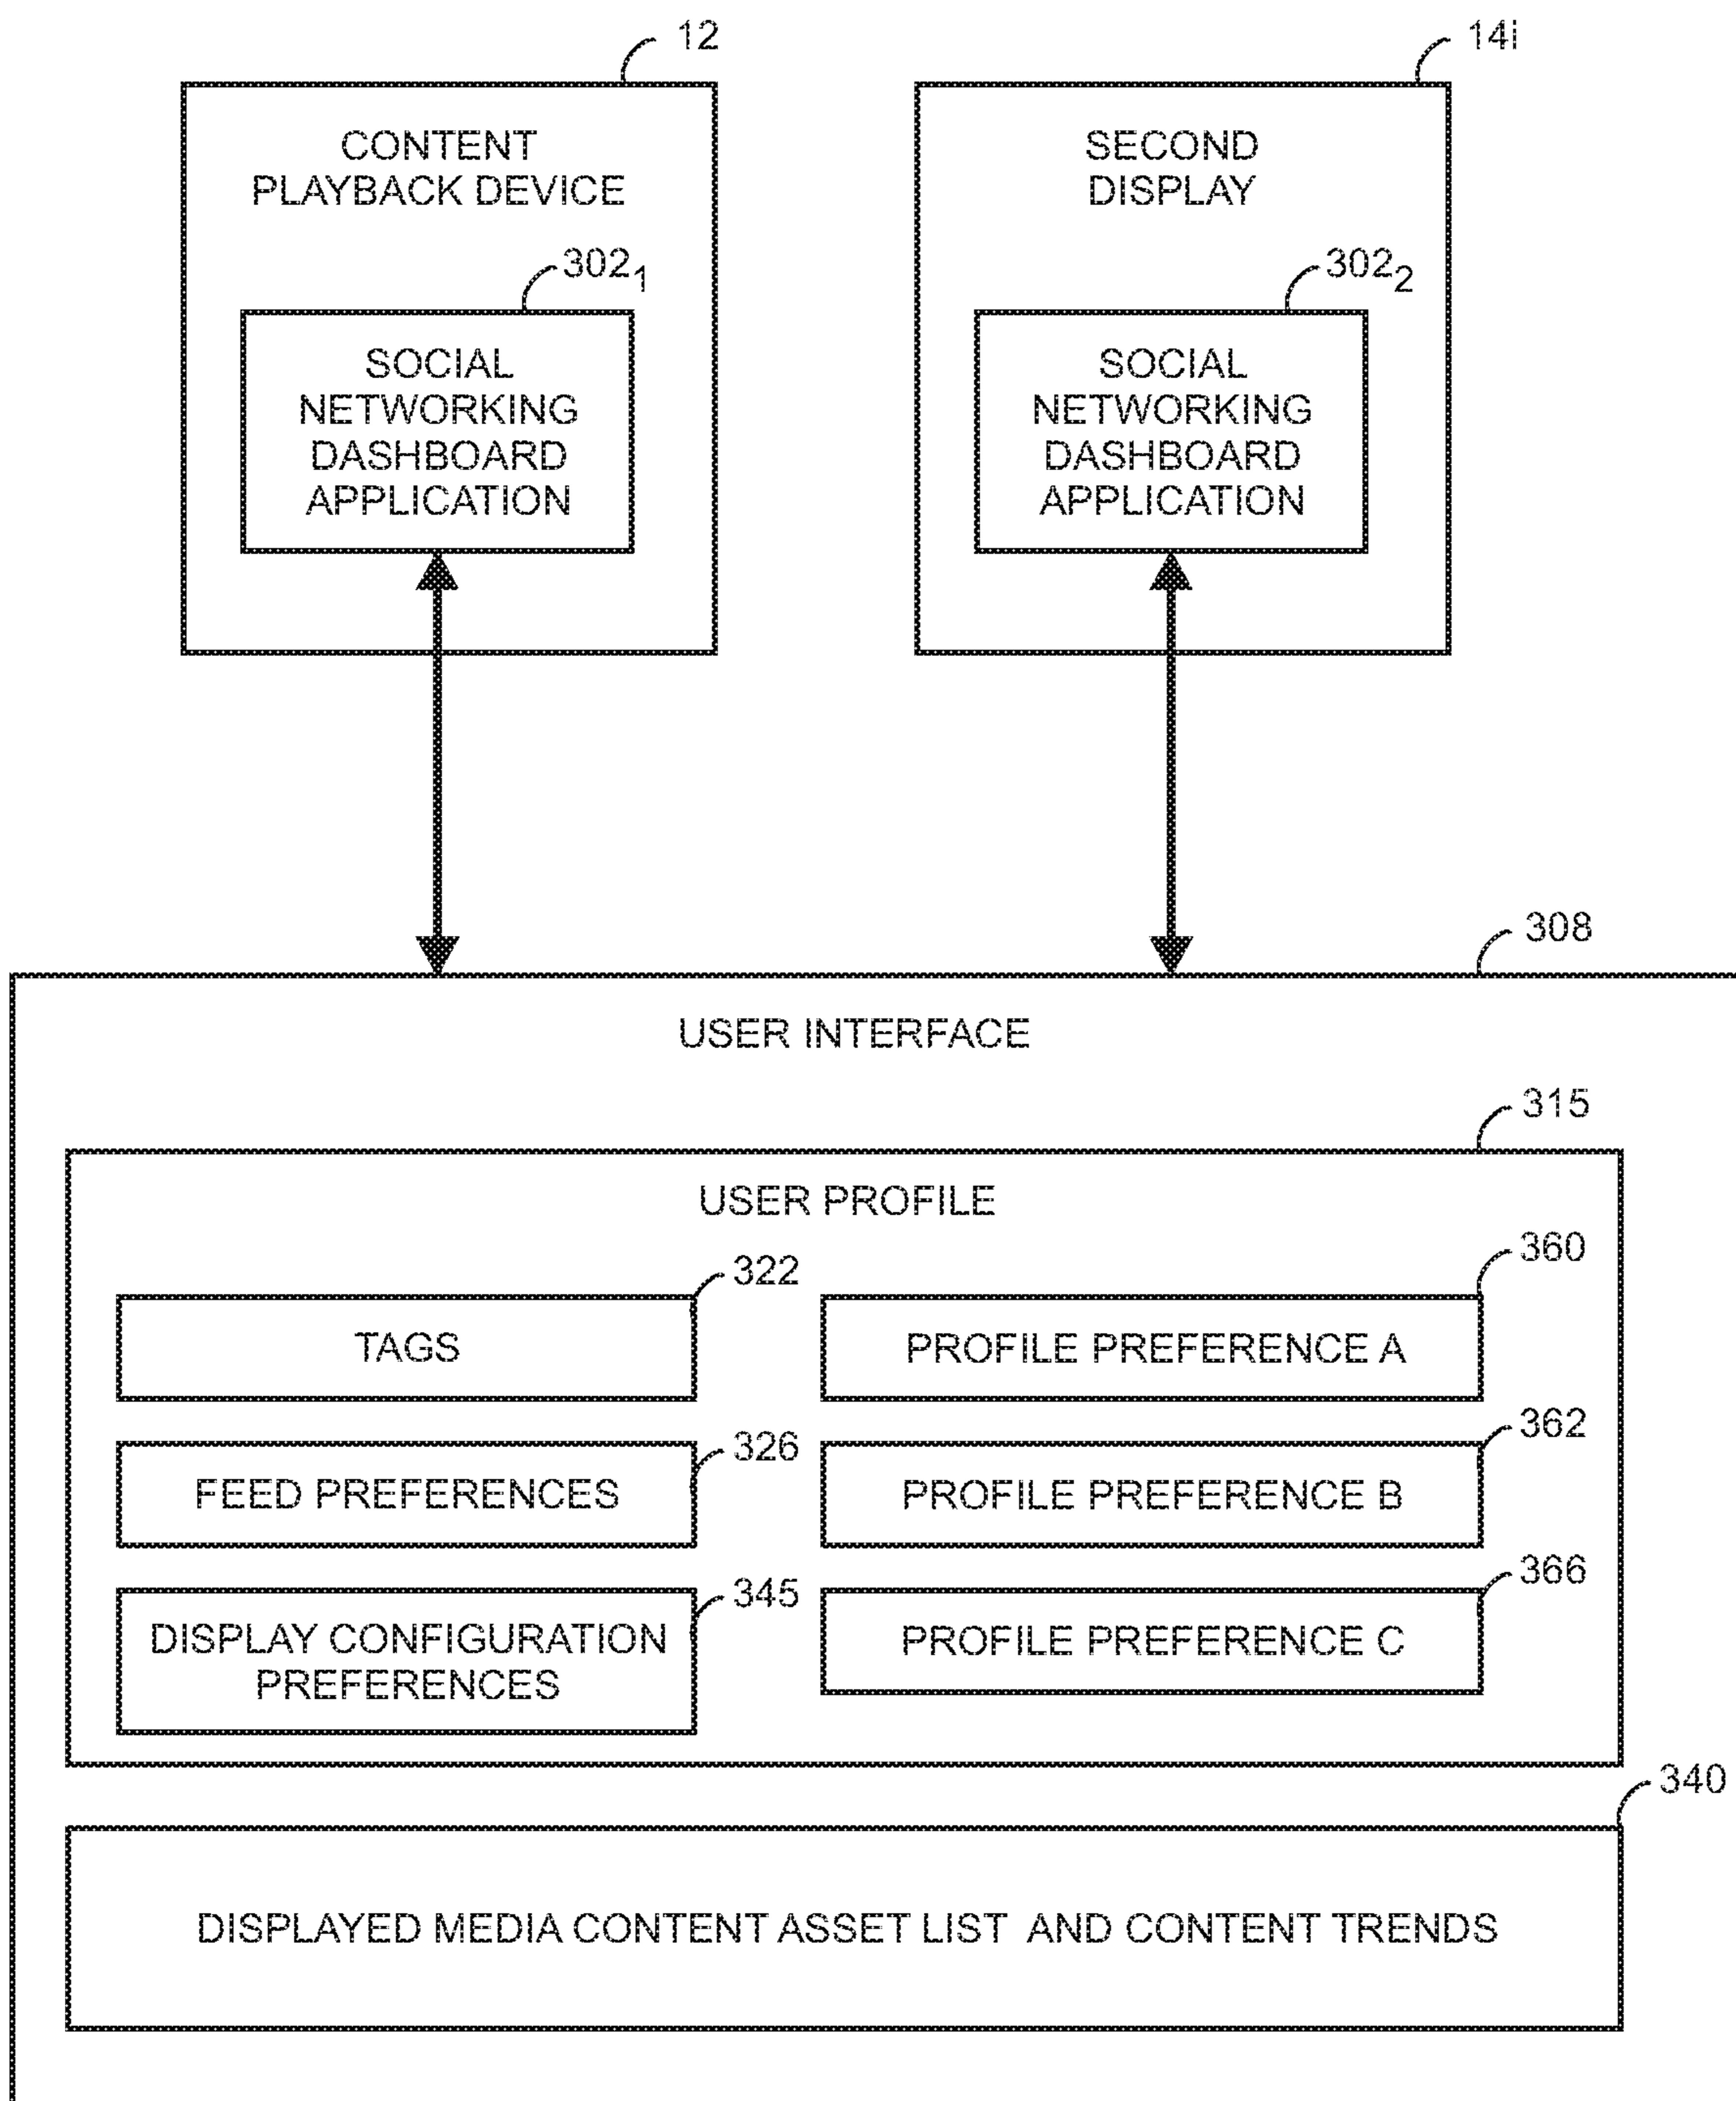 12
14i
CONTENT
PLAYBACK DEVICE
SECOND
DISPLAY
302₁
302₂
SOCIAL
NETWORKING
DASHBOARD
APPLICATION
SOCIAL
NETWORKING
DASHBOARD
APPLICATION
308
USER INTERFACE
315
USER PROFILE
322
360
TAGS
PROFILE PREFERENCE A
326
362
FEED PREFERENCES
PROFILE PREFERENCE B
345
366
DISPLAY CONFIGURATION
PREFERENCES
PROFILE PREFERENCE C
340
DISPLAYED MEDIA CONTENT ASSET LIST AND CONTENT TRENDS